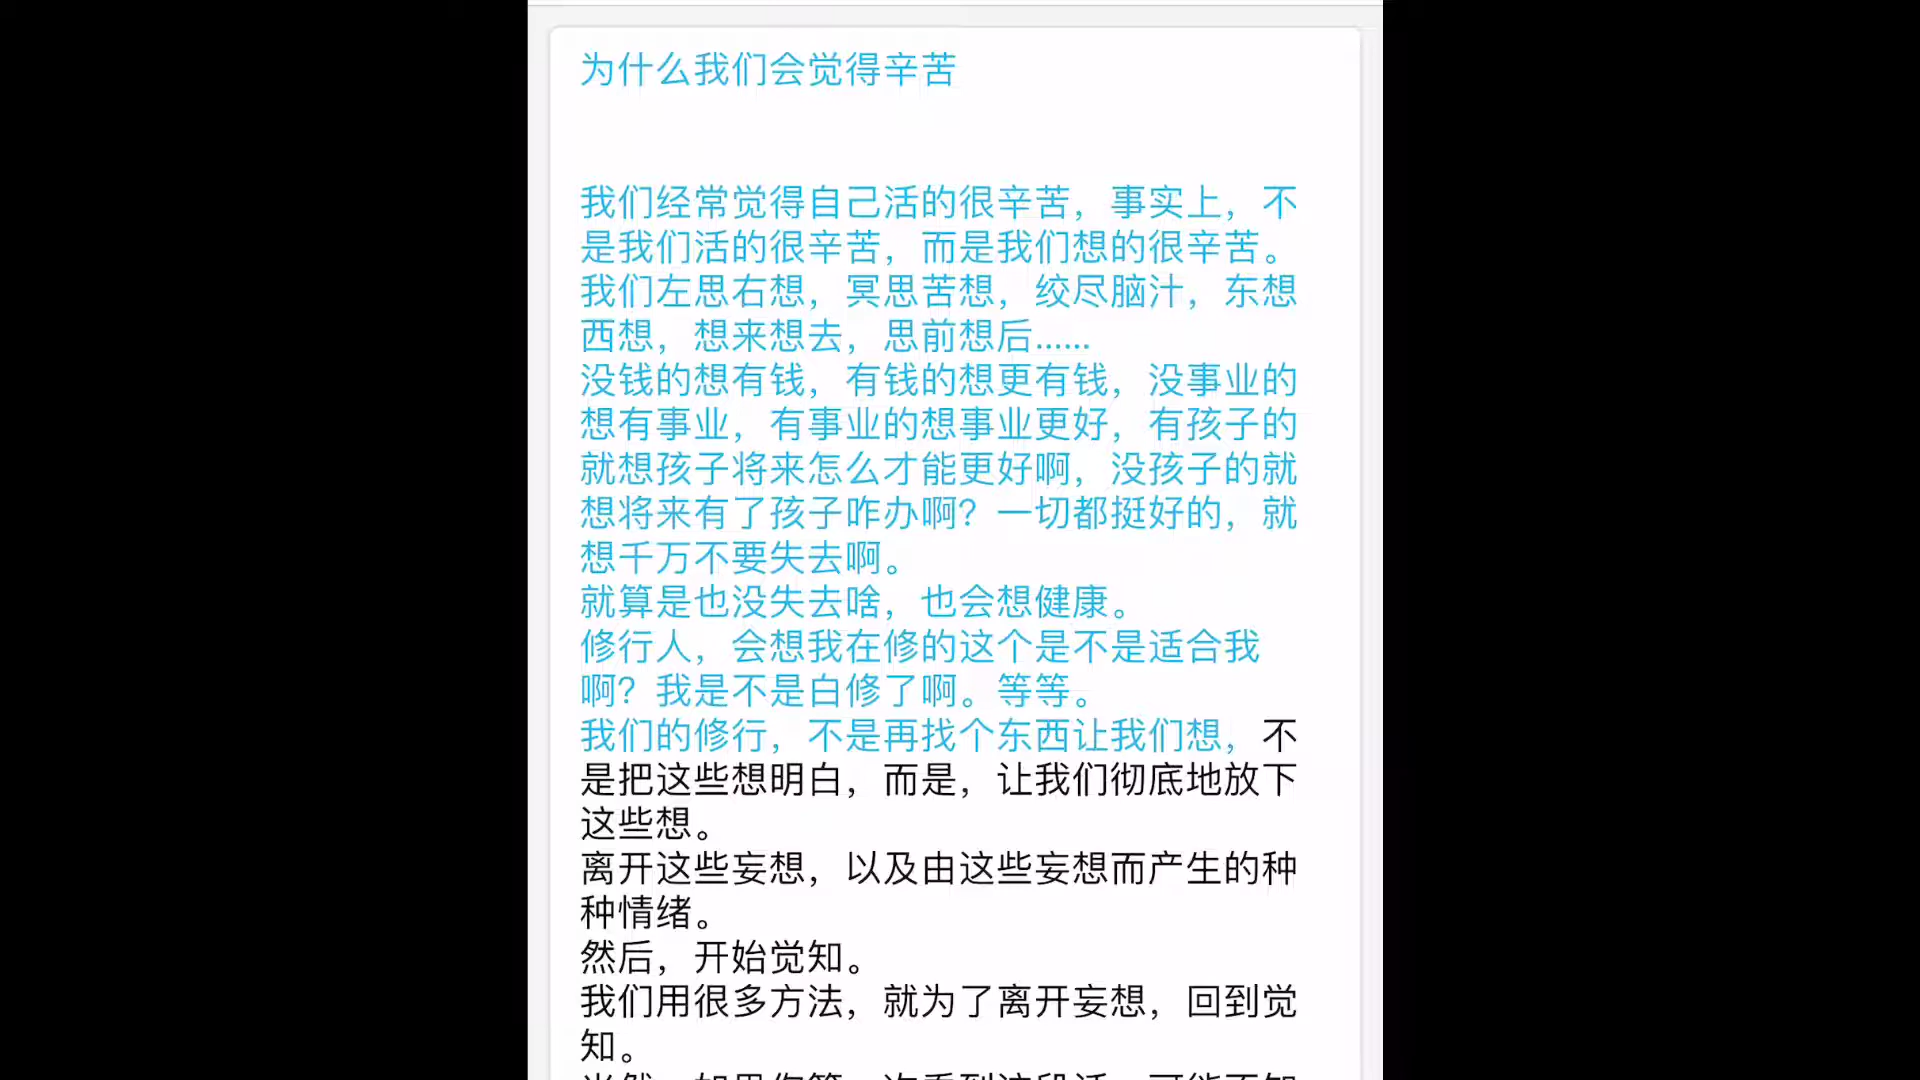 为什么我们会觉得辛苦
我们经常觉得自己活的很辛苦，事实上，不
是我们活的很辛苦，而是我们想的很辛苦。
我们左思右想，冥思苦想，绞尽脑汁，东想
西想，想来想去，思前想后……
没钱的想有钱，有钱的想更有钱，没事业的
想有事业，有事业的想事业更好，有孩子的
就想孩子将来怎么才能更好啊，没孩子的就
想将来有了孩子咋办啊？一切都挺好的，就
想千万不要失去啊。
就算是也没失去啥，也会想健康。
修行人，会想我在修的这个是不是适合我
啊？我是不是白修了啊。等等。
我们的修行，不是再找个东西让我们想，不
是把这些想明白，而是，让我们彻底地放下
这些想。
离开这些妄想，以及由这些妄想而产生的种
种情绪。
然后，开始觉知。
我们用很多方法，就为了离开妄想，回到觉
知。